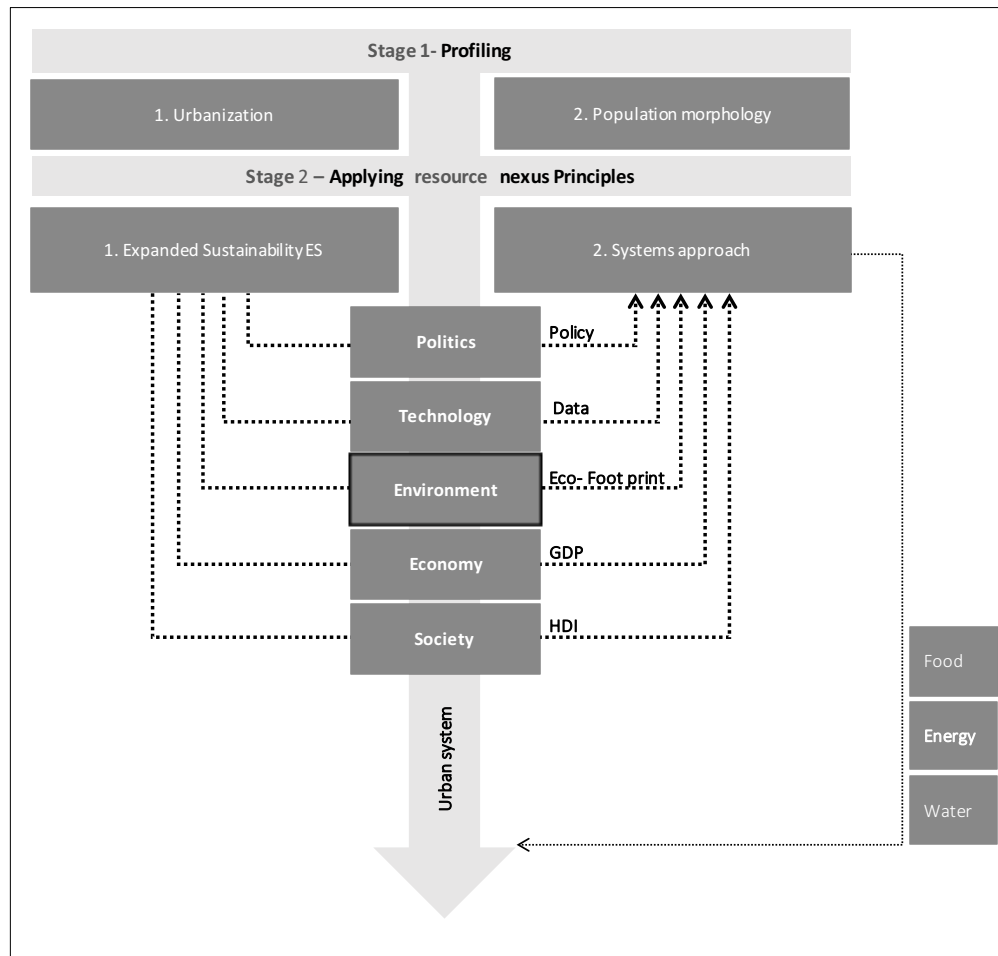 Stage 1- Profiling
1. Urbanization
2. Population morphology
Stage 2 – Applying resource nexus Principles
1. Expanded Sustainability ES
2. Systems approach
Politics
Policy
Technology
Data
Environment
Eco- Foot print
Economy
GDP
Society
HDI
Urban system
Food
Energy
Water